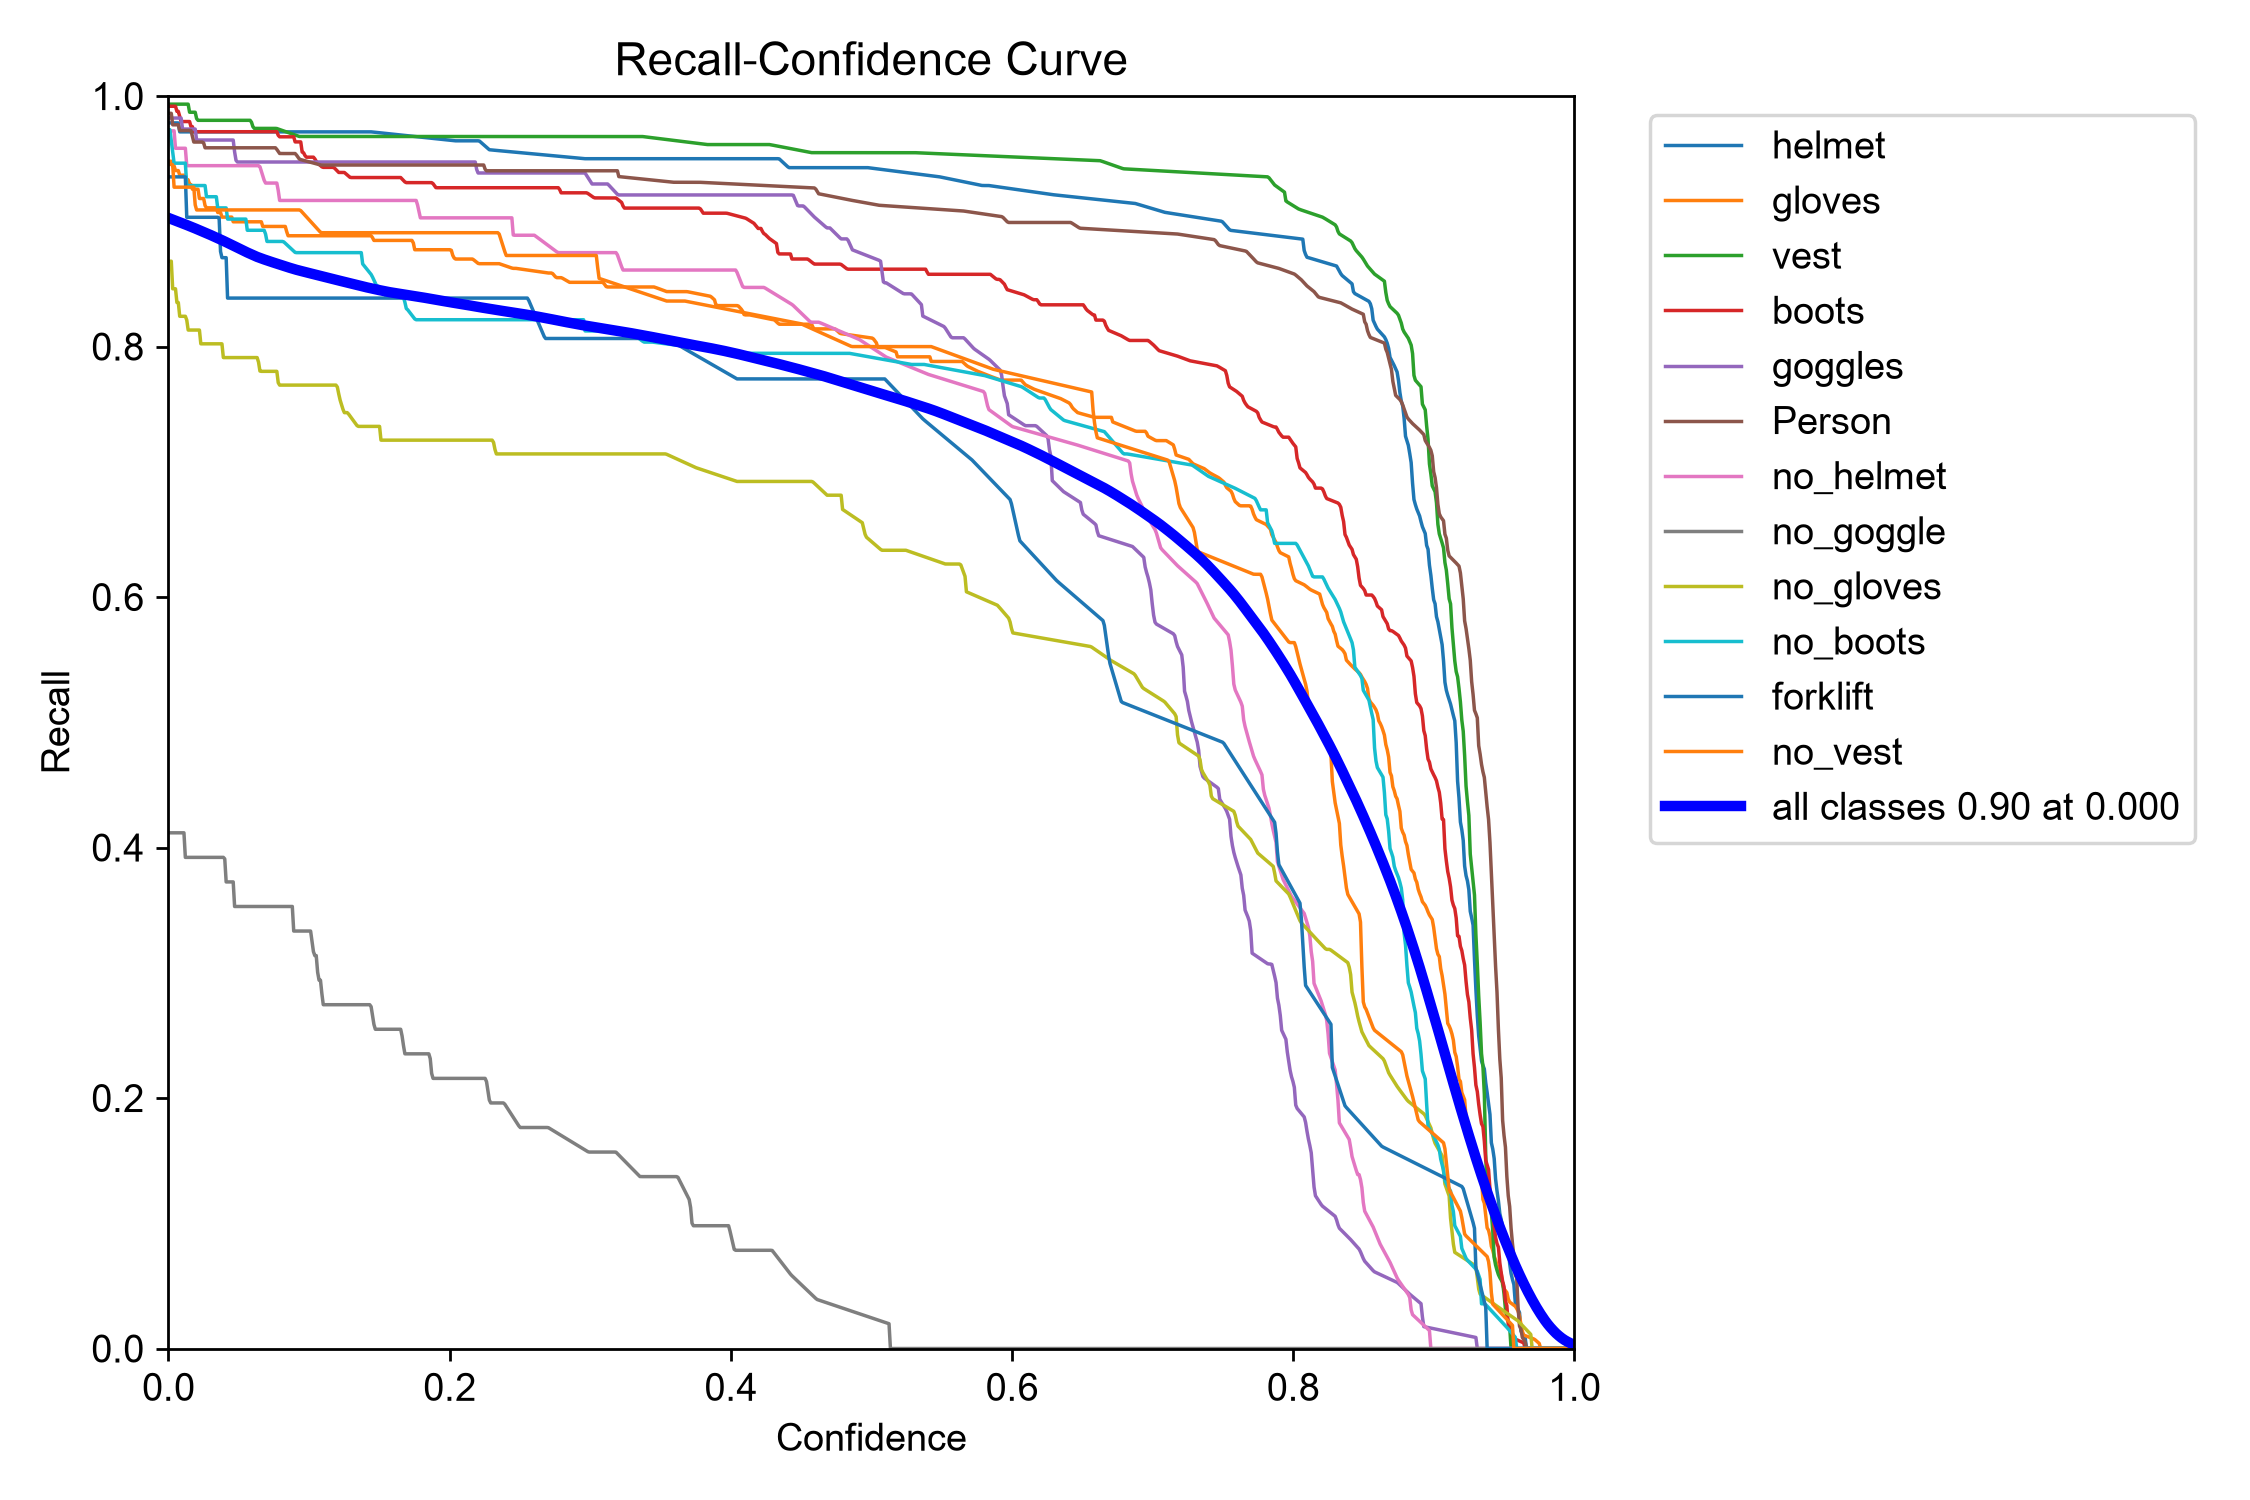 Recall-Confidence Curve
1.0
0.8
0.6
0.4
0.2
0.0
Recall
0.0 0.2 0.4 0.6 0.8 1.0
Confidence
helmet
gloves
vest
boots
goggles
Person
no_helmet
no_goggle
no_gloves
no_boots
forklift
no_vest
all classes 0.90 at 0.000